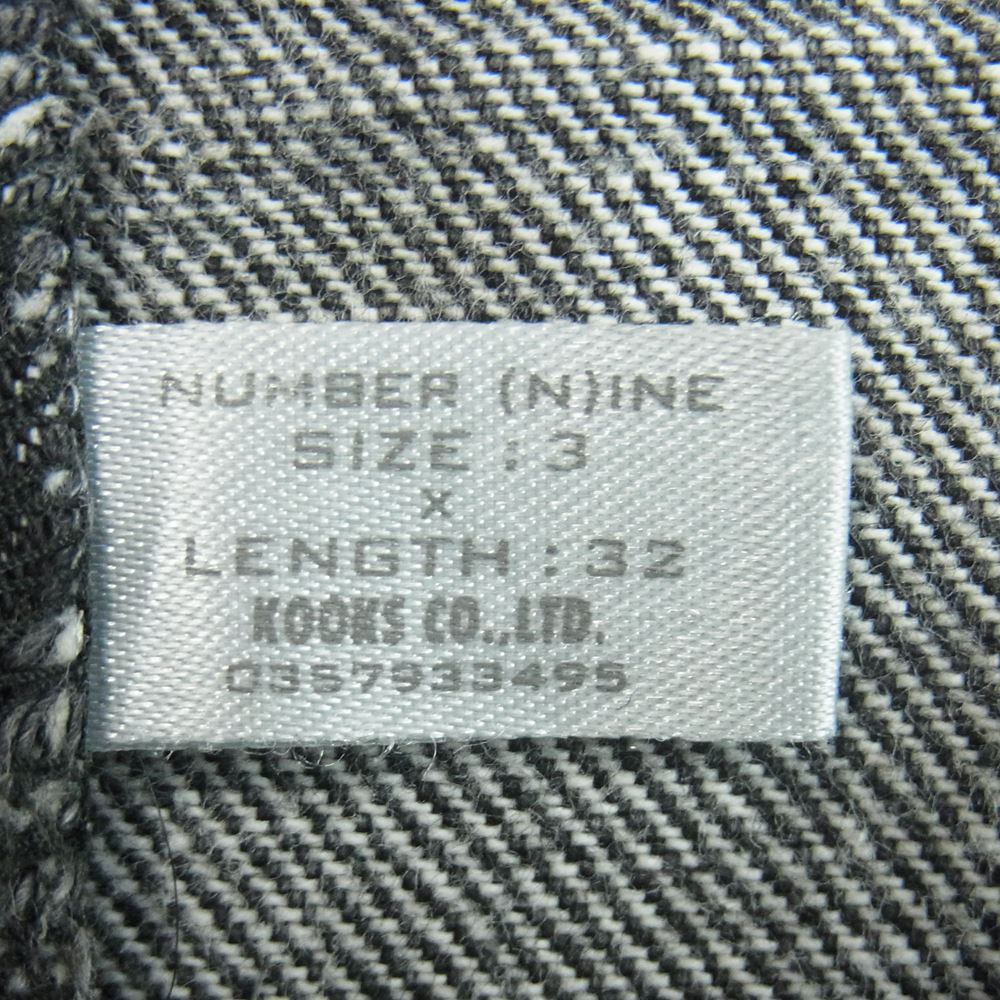 NUMBER (N)INE
SIZE : 3
X
LENGTH : 32
KOOKS CO.,LTD.
0357933495